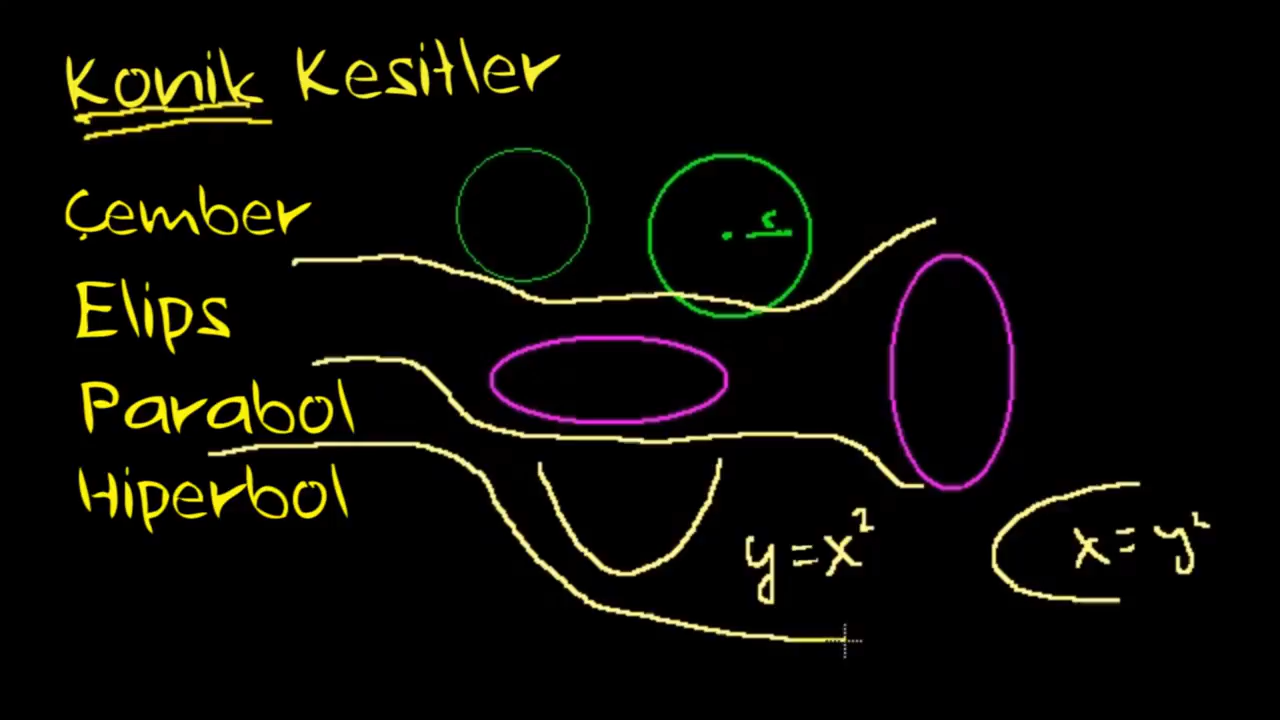 Konik Kesitler
Çember
r
Elips
Parabol
Hiperbol
y = x²
x = y²